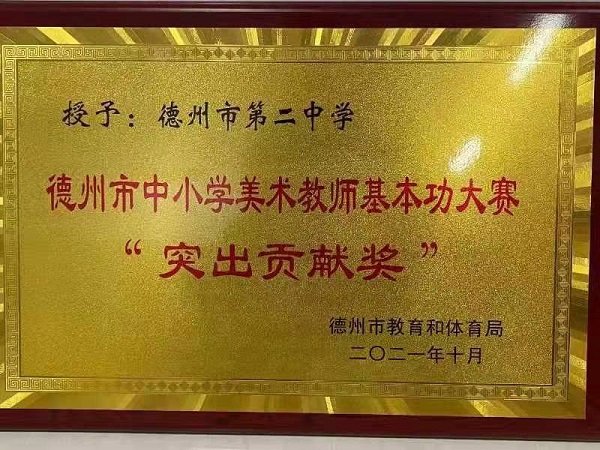 授予：德州市第二中学
德州市中小学美术教师基本功大赛
“突出贡献奖”
德州市教育和体育局
二〇二一年十月